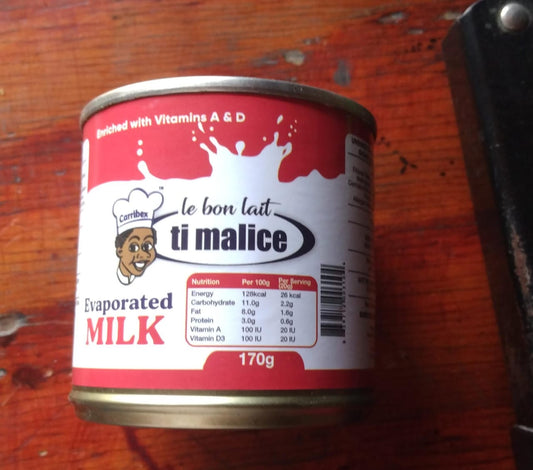 Enriched with Vitamins A & D
TM
Carribex
le bon lait
ti malice
Evaporated
MILK
Nutrition Per 100g Per Serving (20g)
Energy 128kcal 26 kcal
Carbohydrate 11.0g 2.2g
Fat 8.0g 1.6g
Protein 3.0g 0.6g
Vitamin A 100 IU 20 IU
Vitamin D3 100 IU 20 IU
170g